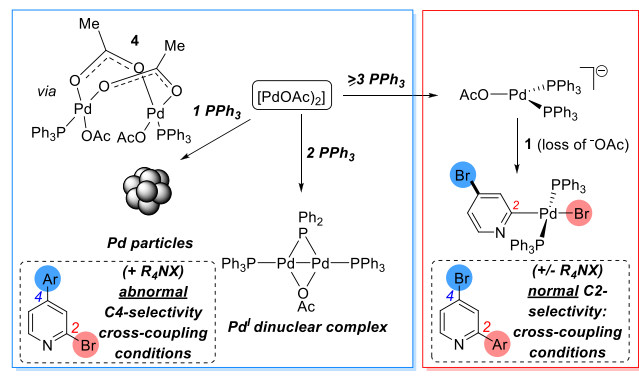 Me
4
Me
O
O
O
O
via
Pd
Pd
Ph3P
OAc
AcO
PPh3
1 PPh3
[PdOAc)2]
≥3 PPh3
2 PPh3
Pd particles
Ph2
P
Ph3P
Pd
Pd
PPh3
O
Ac
PdI dinuclear complex
Ar
4
2
N
Br
(+ R4NX)
abnormal
C4-selectivity
cross-coupling
conditions
⊖
AcO
Pd
PPh3
PPh3
1 (loss of -OAc)
Br
2
N
PPh3
Pd
Br
Ph3P
Br
4
2
N
Ar
(+/- R4NX)
normal C2-
selectivity:
cross-coupling
conditions